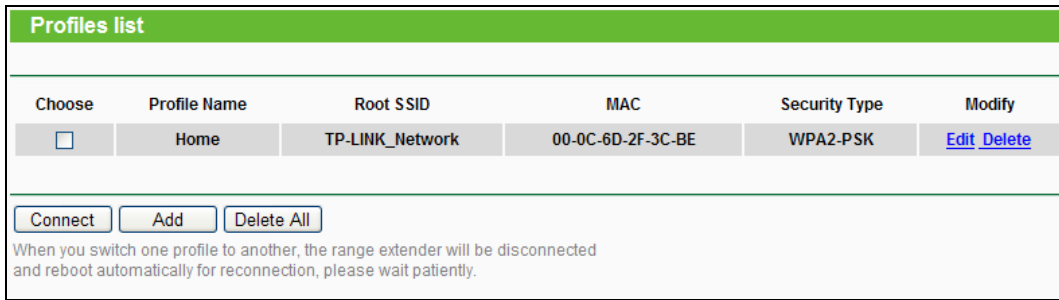 Profiles list
Choose Profile Name Root SSID MAC Security Type Modify
Home TP-LINK_Network 00-0C-6D-2F-3C-BE WPA2-PSK Edit Delete
Connect Add Delete All
When you switch one profile to another, the range extender will be disconnected
and reboot automatically for reconnection, please wait patiently.